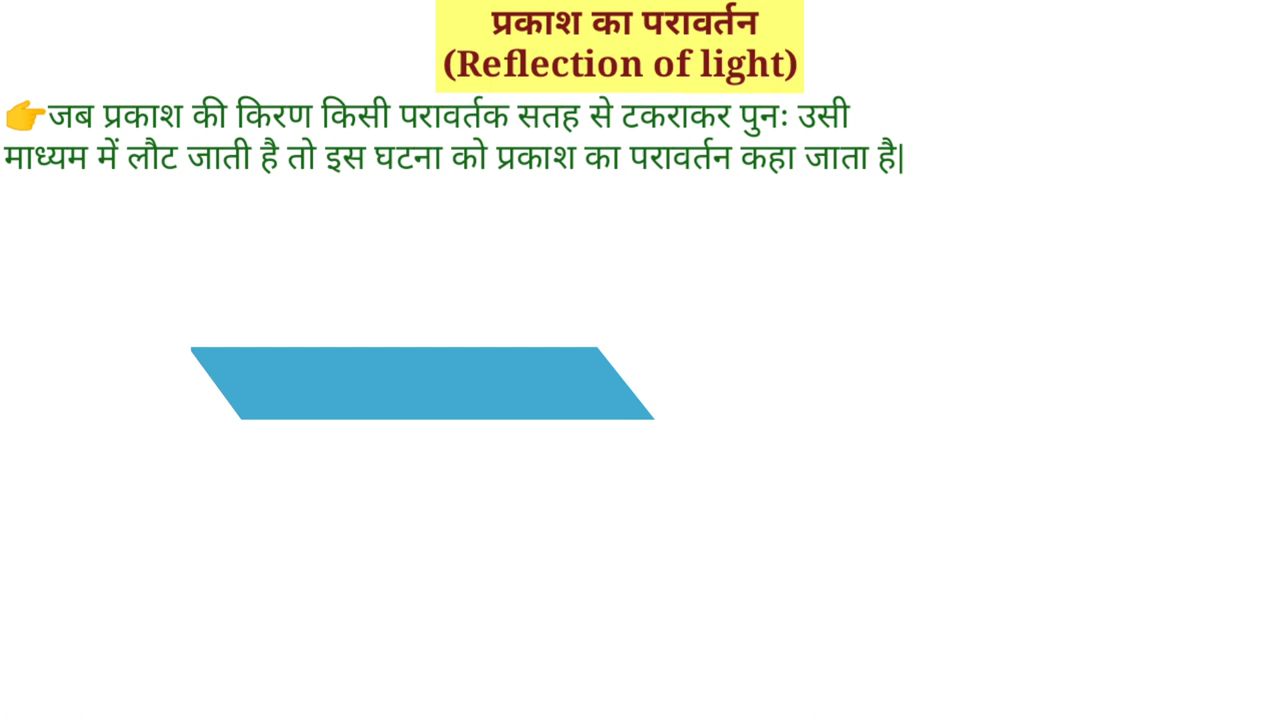 प्रकाश का परावर्तन
(Reflection of light)
👉जब प्रकाश की किरण किसी परावर्तक सतह से टकराकर पुनः उसी
माध्यम में लौट जाती है तो इस घटना को प्रकाश का परावर्तन कहा जाता है|